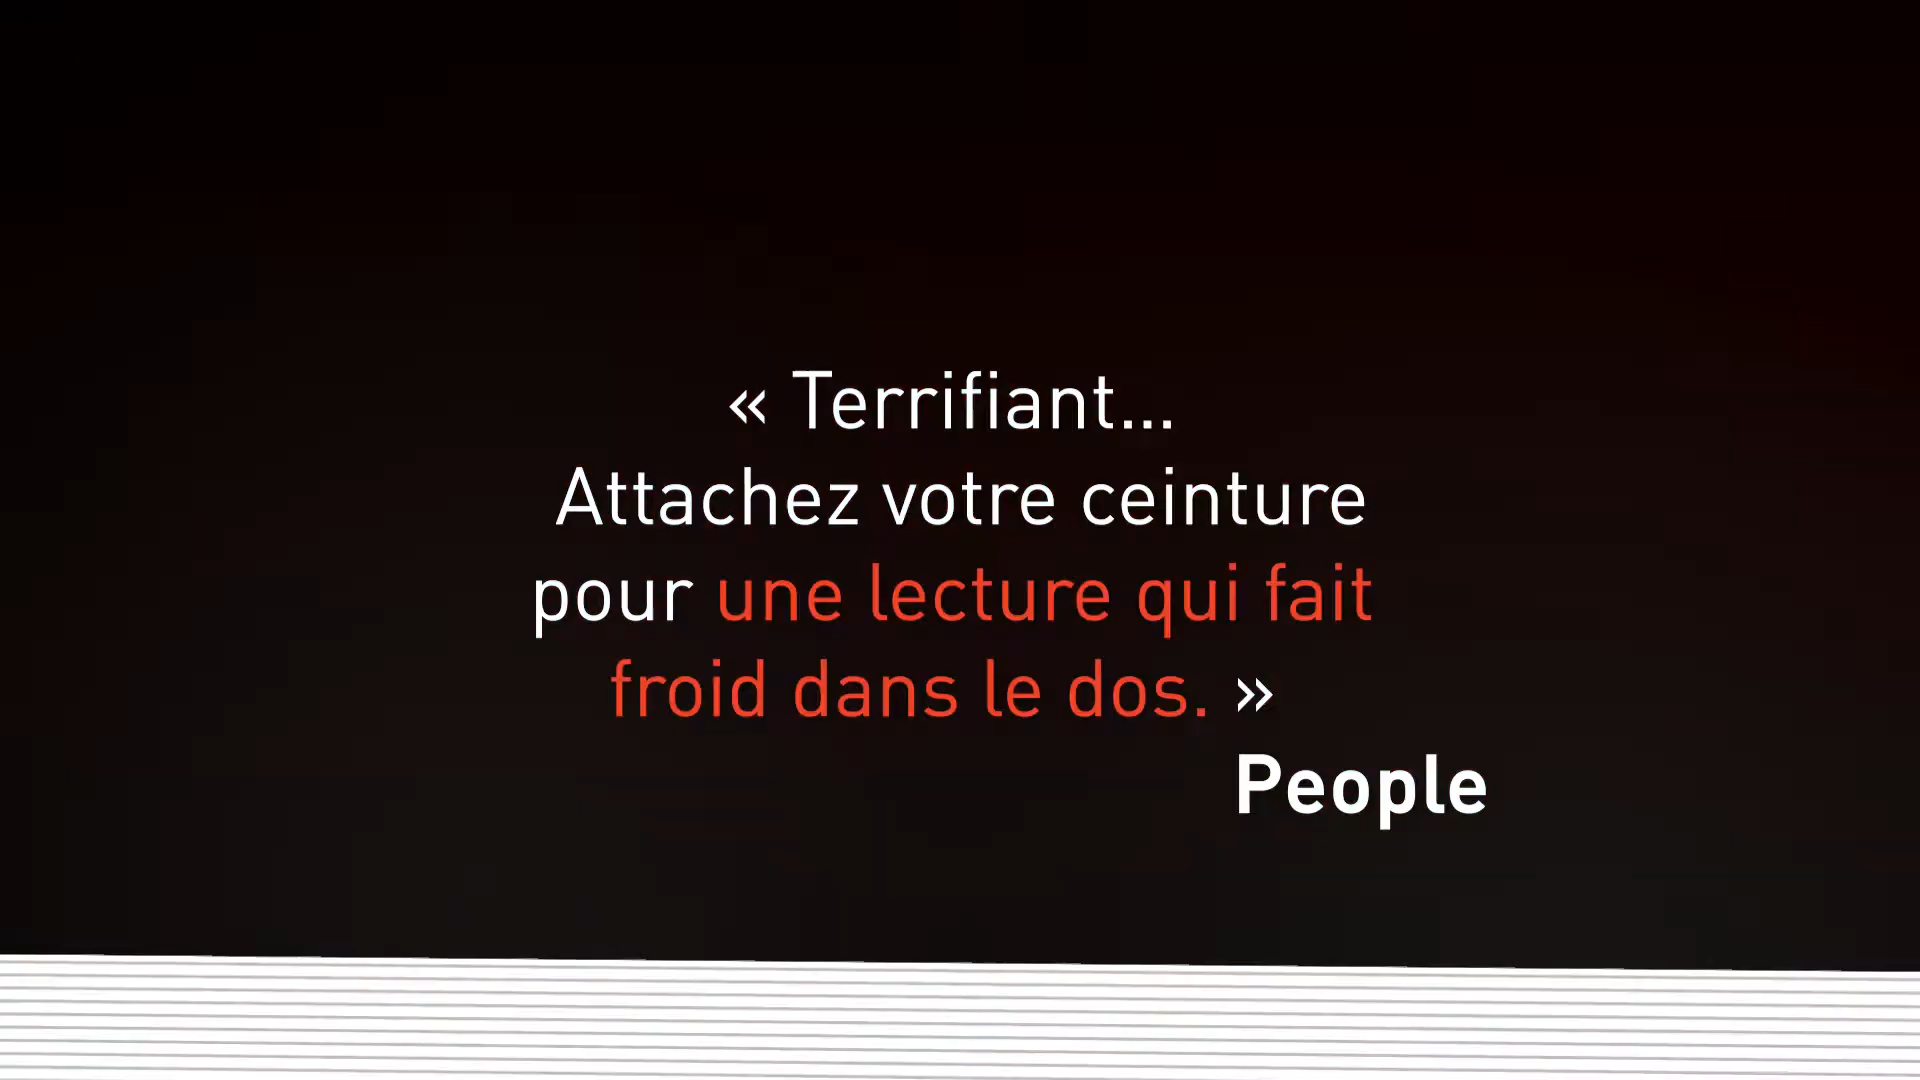 « Terrifiant...
Attachez votre ceinture
pour une lecture qui fait
froid dans le dos. »
People